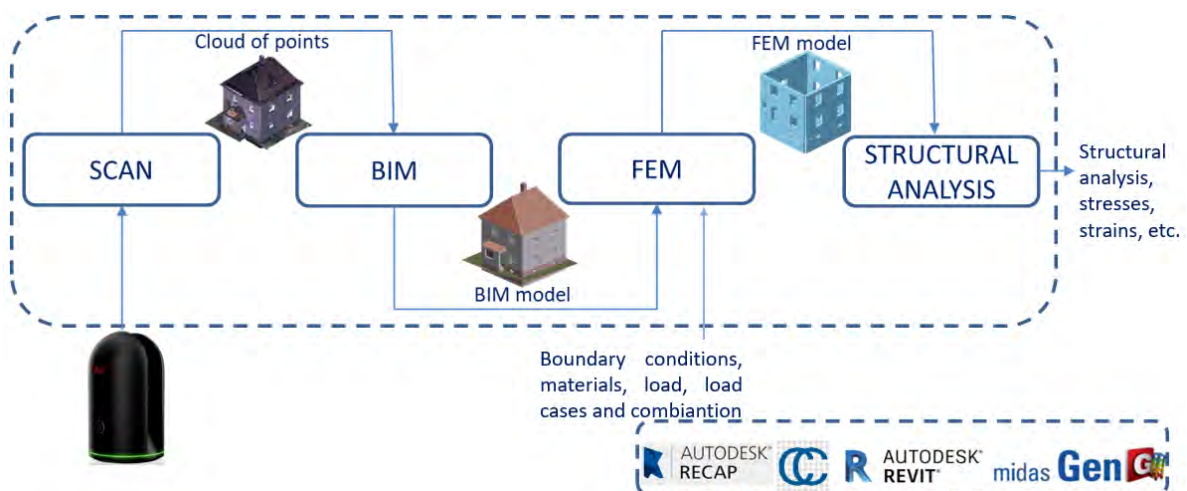 Cloud of points
FEM model
SCAN
BIM
FEM
STRUCTURAL
ANALYSIS
Structural
analysis,
stresses,
strains, etc.
BIM model
Boundary conditions,
materials, load, load
cases and combiantion
AUTODESK®
RECAP
CC
R AUTODESK®
REVIT®
midas Gen G